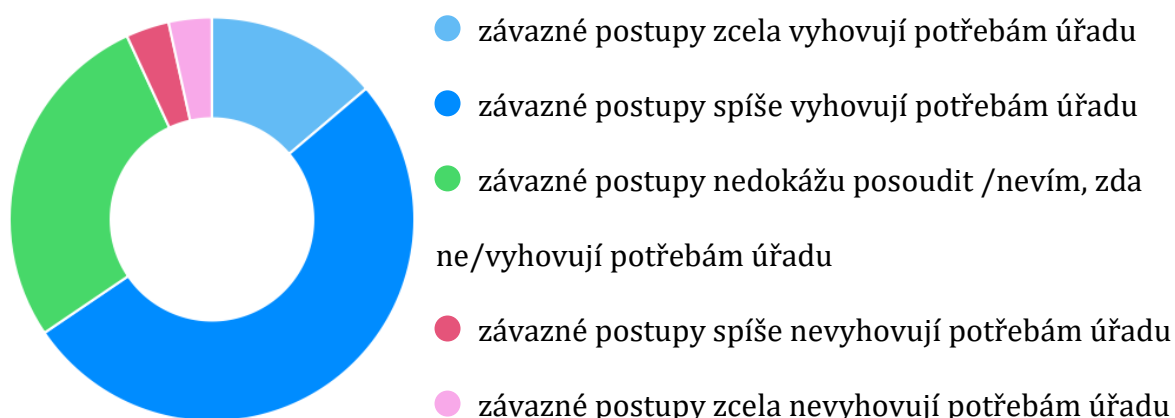 závazné postupy zcela vyhovují potřebám úřadu
závazné postupy spíše vyhovují potřebám úřadu
závazné postupy nedokážu posoudit /nevím, zda
ne/vyhovují potřebám úřadu
závazné postupy spíše nevyhovují potřebám úřadu
závazné postupy zcela nevyhovují potřebám úřadu